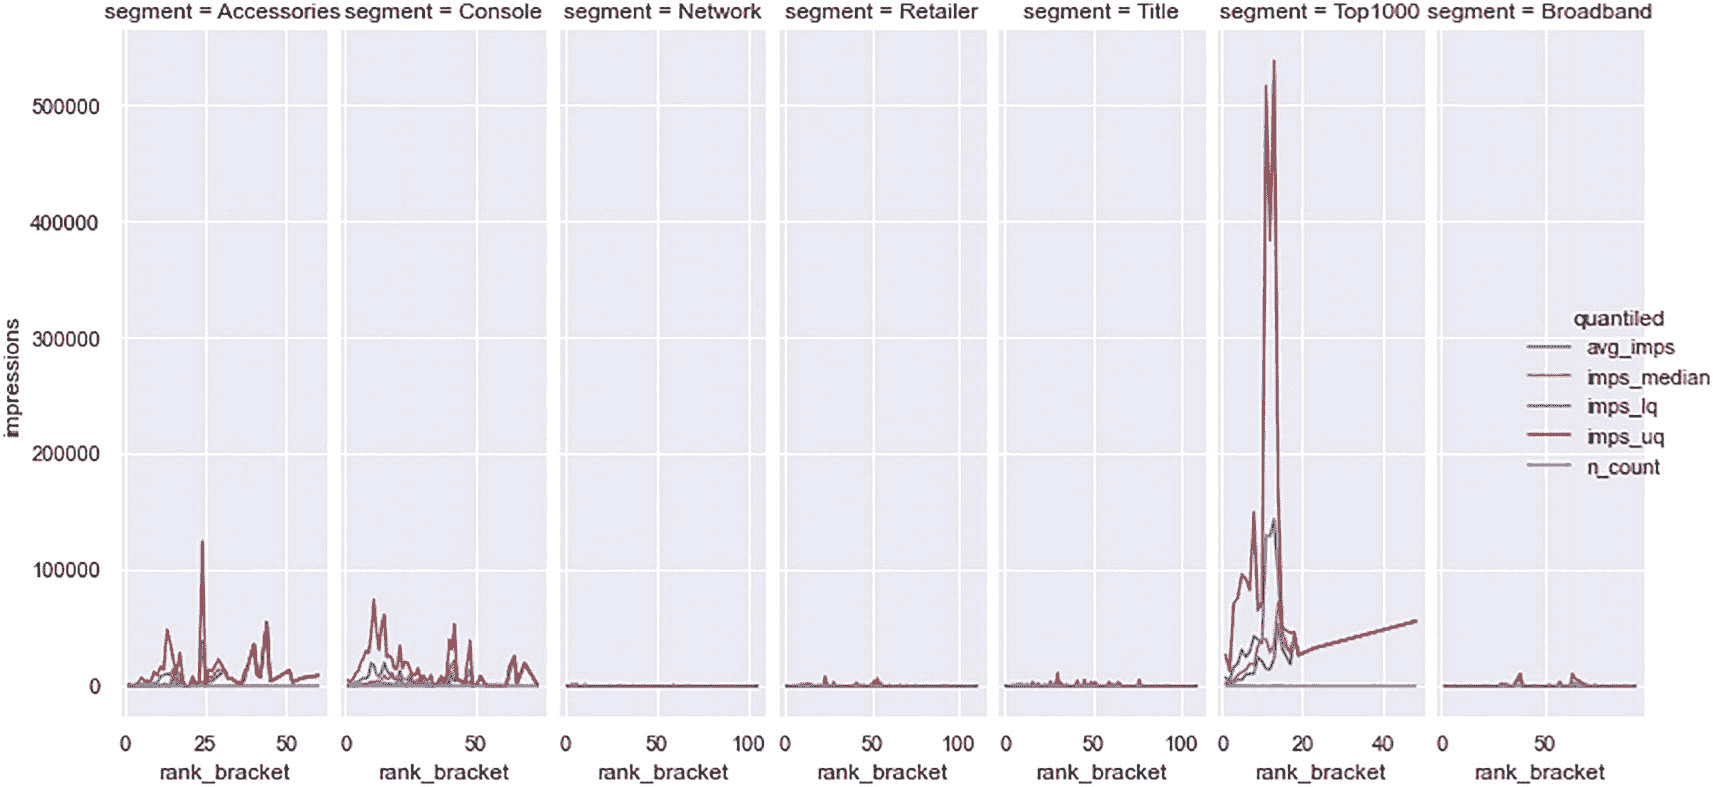 segment = Accessories segment = Console segment = Network segment = Retailer segment = Title segment = Top1000 segment = Broadband
impressions
500000
400000
300000
200000
100000
0
quantiled
avg_imps
imps_median
imps_lq
imps_uq
n_count
0 25 50 0 50 0 50 100 0 50 100 0 50 100 0 20 40 0 50
rank_bracket rank_bracket rank_bracket rank_bracket rank_bracket rank_bracket rank_bracket